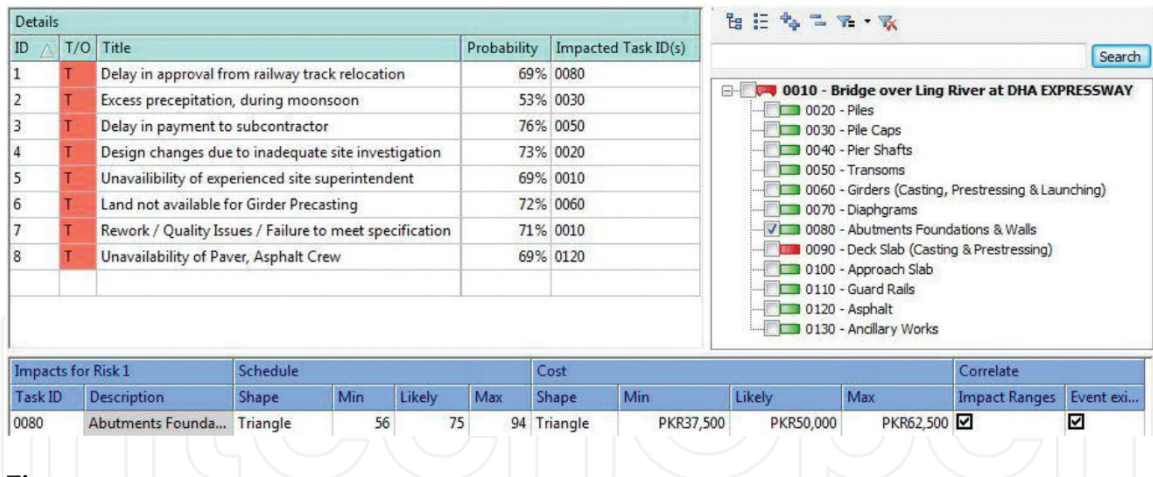 Details
ID T/O Title Probability Impacted Task ID(s)
1 T Delay in approval from railway track relocation 69% 0080
2 T Excess precepitation, during moonsoon 53% 0030
3 T Delay in payment to subcontractor 76% 0050
4 T Design changes due to inadequate site investigation 73% 0020
5 T Unavailibility of experienced site superintendent 69% 0010
6 T Land not available for Girder Precasting 72% 0060
7 T Rework / Quality Issues / Failure to meet specification 71% 0010
8 T Unavailability of Paver, Asphalt Crew 69% 0120
Search
0010 - Bridge over Ling River at DHA EXPRESSWAY
0020 - Piles
0030 - Pile Caps
0040 - Pier Shafts
0050 - Transoms
0060 - Girders (Casting, Prestressing & Launching)
0070 - Diaphgrams
0080 - Abutments Foundations & Walls
0090 - Deck Slab (Casting & Prestressing)
0100 - Approach Slab
0110 - Guard Rails
0120 - Asphalt
0130 - Ancillary Works
Impacts for Risk 1 Schedule Cost Correlate
Task ID Description Shape Min Likely Max Shape Min Likely Max Impact Ranges Event exi...
0080 Abutments Founda... Triangle 56 75 94 Triangle PKR37,500 PKR50,000 PKR62,500